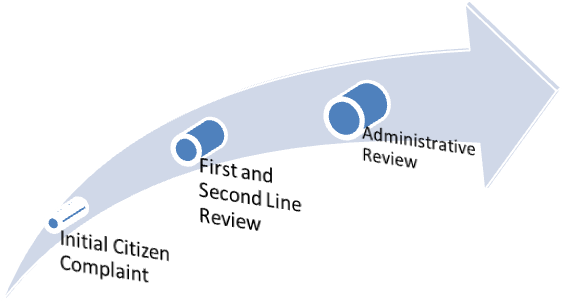 Initial Citizen
Complaint
First and
Second Line
Review
Administrative
Review